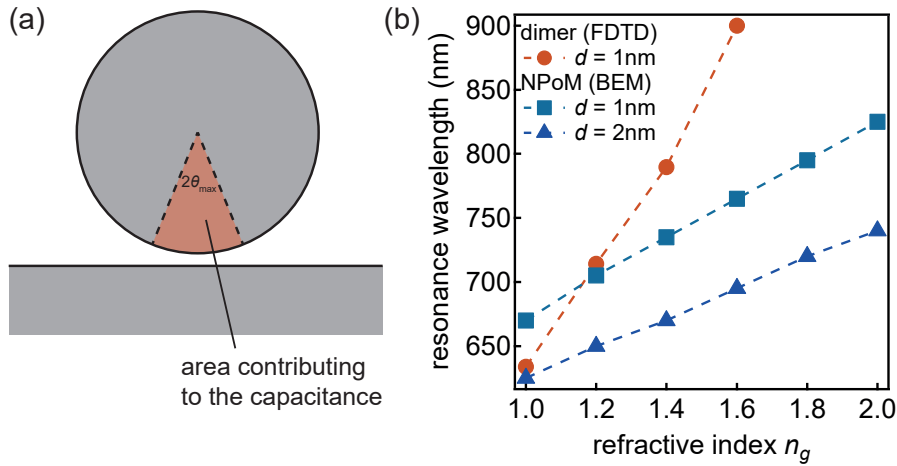 (a)
2θmax
area contributing
to the capacitance
(b)
resonance wavelength (nm)
900
850
800
750
700
650
dimer (FDTD)
d = 1nm
NPoM (BEM)
d = 1nm
d = 2nm
1.0 1.2 1.4 1.6 1.8 2.0
refractive index ng